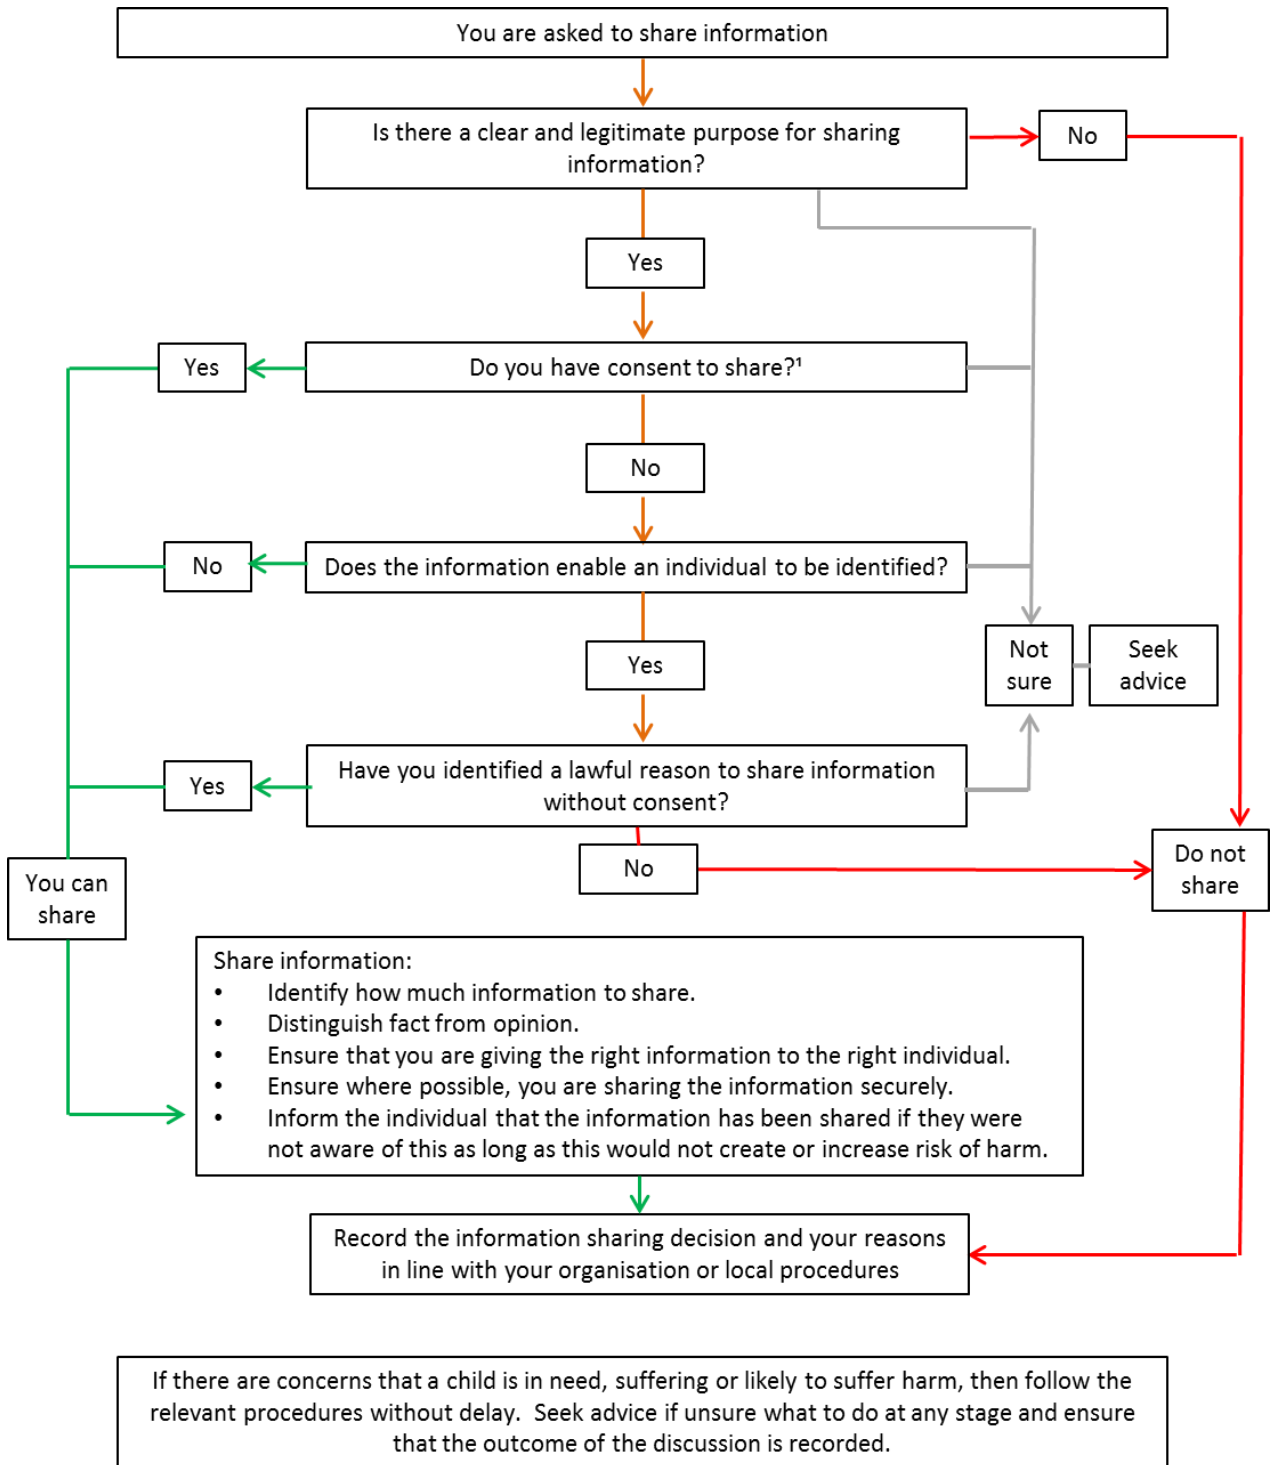 You are asked to share information
Is there a clear and legitimate purpose for sharing
information?
No
Yes
Yes
Do you have consent to share?¹
No
No
Does the information enable an individual to be identified?
Yes
Not
sure
Seek
advice
Yes
Have you identified a lawful reason to share information
without consent?
No
Do not
share
You can
share
Share information:
• Identify how much information to share.
• Distinguish fact from opinion.
• Ensure that you are giving the right information to the right individual.
• Ensure where possible, you are sharing the information securely.
• Inform the individual that the information has been shared if they were
not aware of this as long as this would not create or increase risk of harm.
Record the information sharing decision and your reasons
in line with your organisation or local procedures
If there are concerns that a child is in need, suffering or likely to suffer harm, then follow the
relevant procedures without delay.  Seek advice if unsure what to do at any stage and ensure
that the outcome of the discussion is recorded.